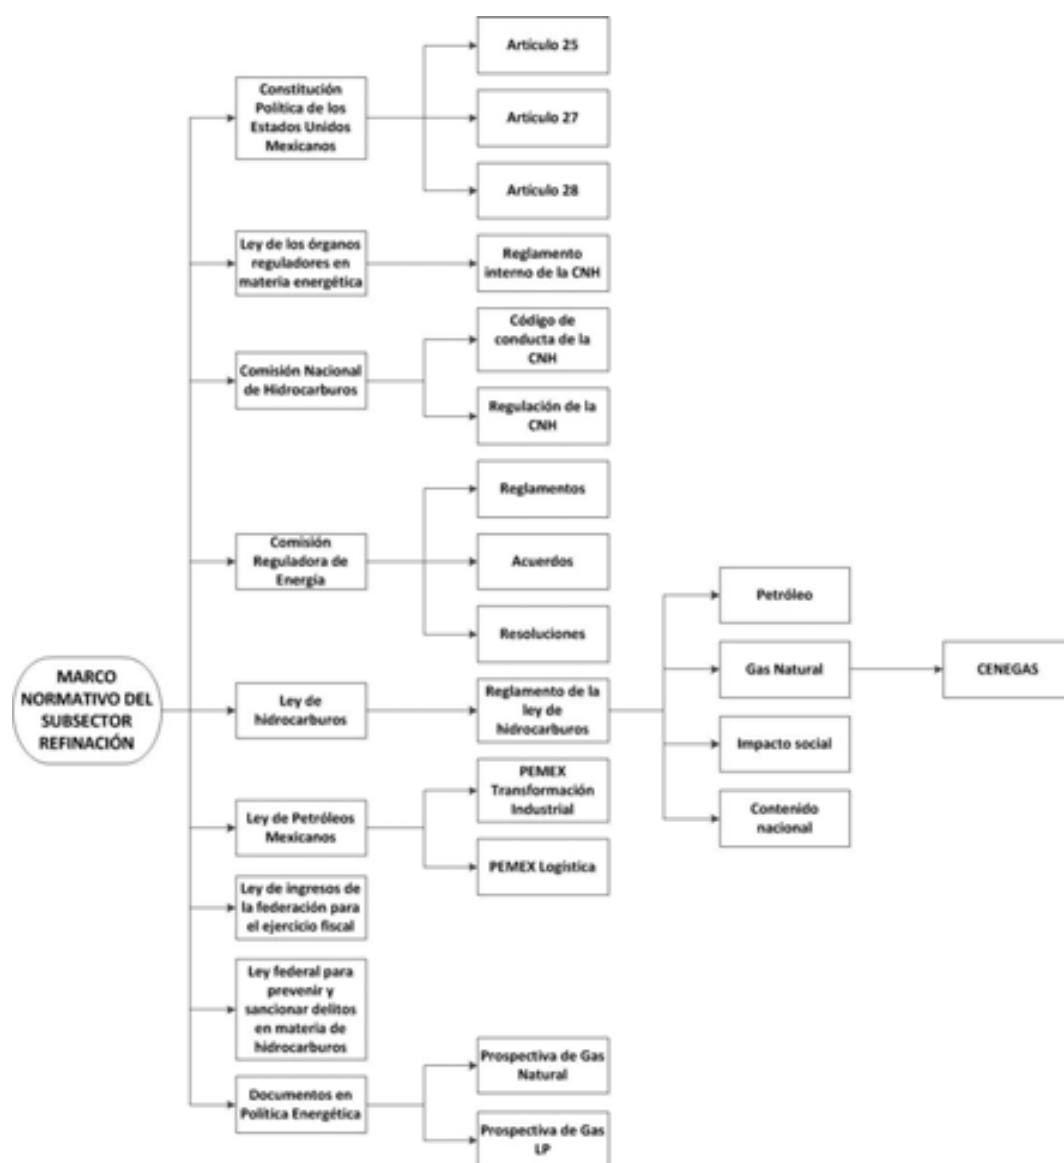 MARCO
NORMATIVO DEL
SUBSECTOR
REFINACIÓN
Constitución
Política de los
Estados Unidos
Mexicanos
Artículo 25
Artículo 27
Artículo 28
Ley de los órganos
reguladores en
materia energética
Reglamento
interno de la CNH
Comisión Nacional
de Hidrocarburos
Código de
conducta de la
CNH
Regulación de la
CNH
Comisión
Reguladora de
Energía
Reglamentos
Acuerdos
Resoluciones
Ley de
hidrocarburos
Reglamento de la
ley de
hidrocarburos
Petróleo
Gas Natural
CENEGAS
Impacto social
Contenido
nacional
Ley de Petróleos
Mexicanos
PEMEX
Transformación
Industrial
PEMEX Logística
Ley de ingresos de
la federación para
el ejercicio fiscal
Ley federal para
prevenir y
sancionar delitos
en materia de
hidrocarburos
Documentos en
Política Energética
Prospectiva de Gas
Natural
Prospectiva de Gas
LP